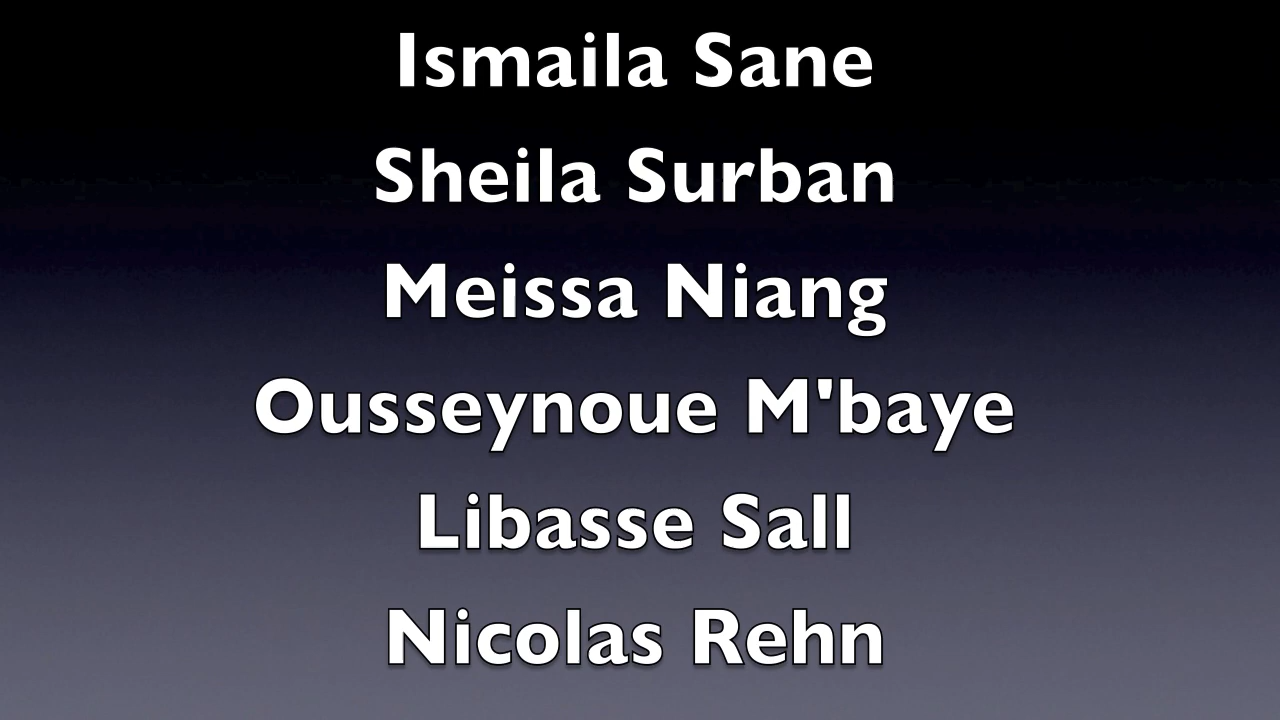 Ismaila Sane
Sheila Surban
Meissa Niang
Ousseynoue M'baye
Libasse Sall
Nicolas Rehn